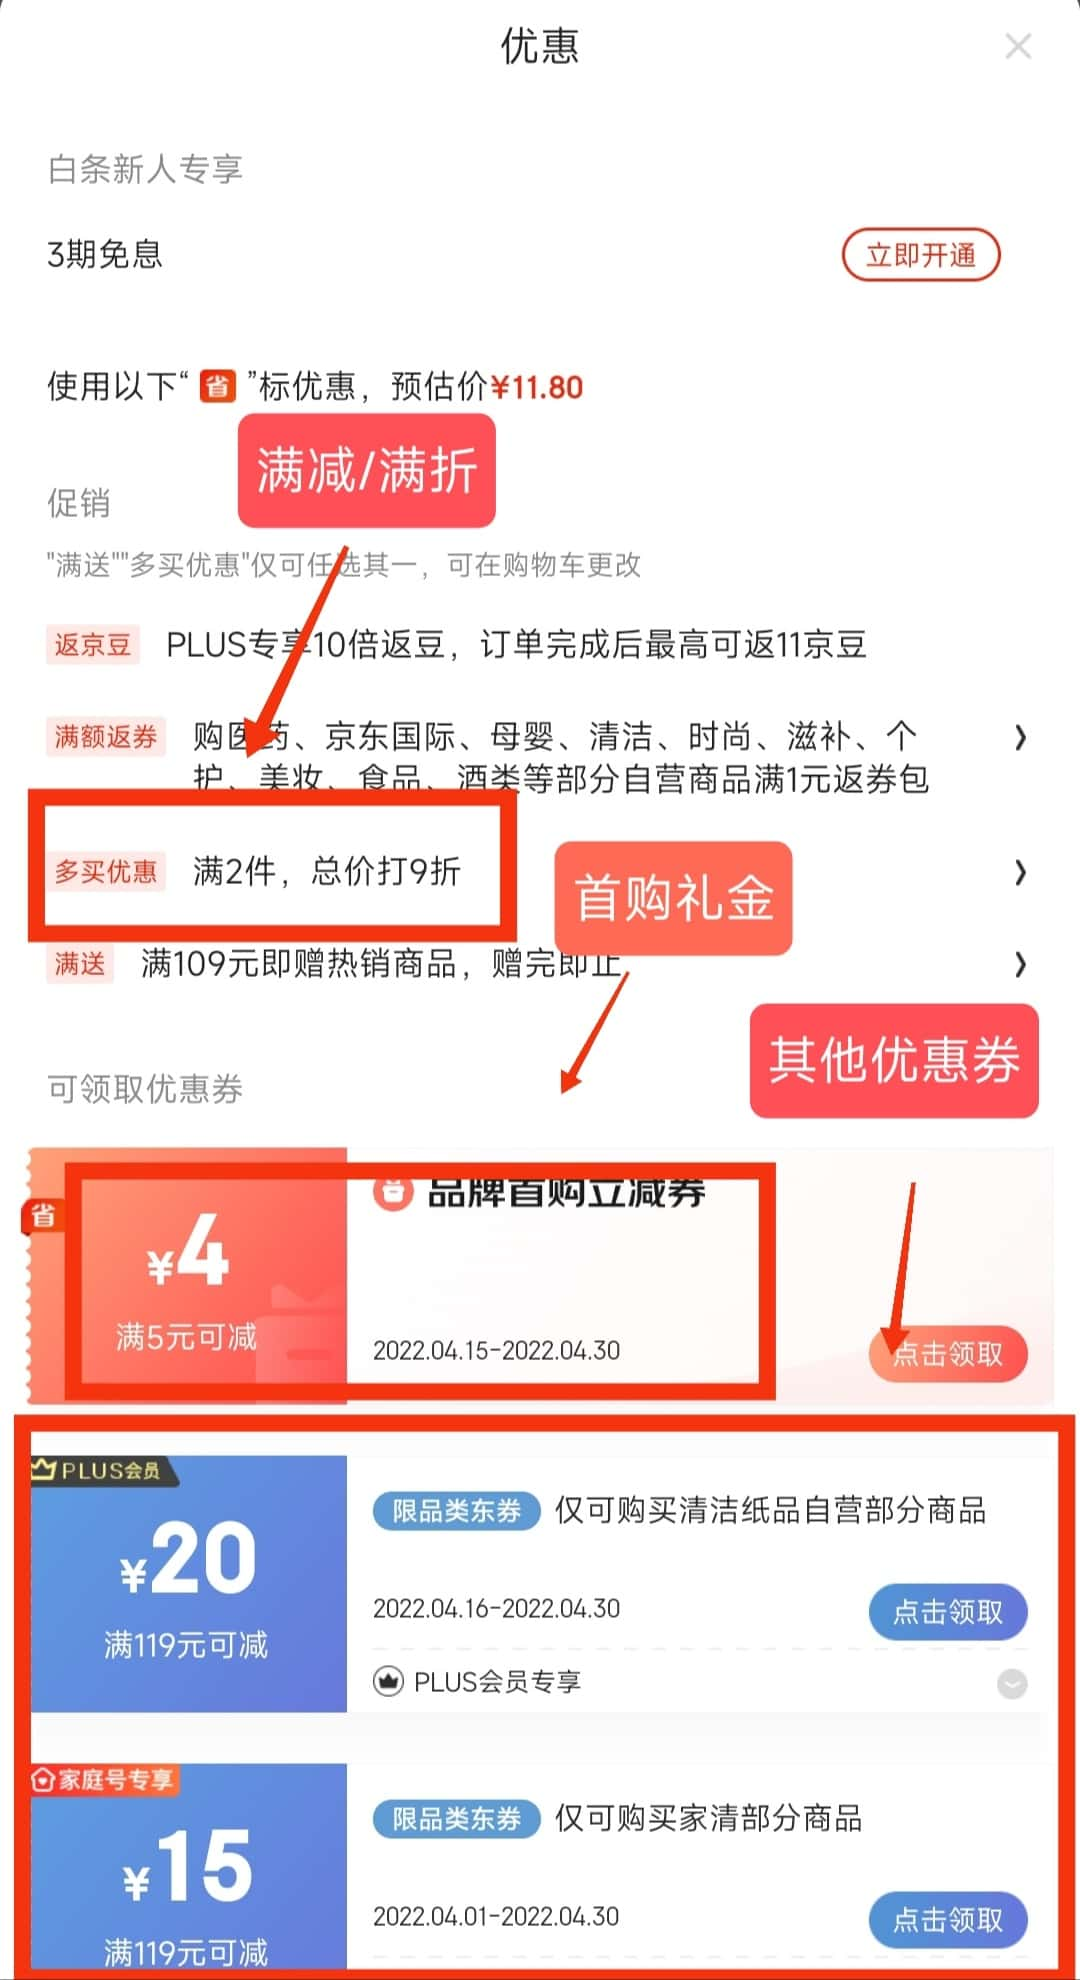 优惠
白条新人专享
3期免息
立即开通
使用以下“省”标优惠，预估价¥11.80
满减/满折
促销
"满送""多买优惠"仅可任选其一，可在购物车更改
返京豆 PLUS专享10倍返豆，订单完成后最高可返11京豆
满额返券 购医药、京东国际、母婴、清洁、时尚、滋补、个
护、美妆、食品、酒类等部分自营商品满1元返券包
多买优惠 满2件，总价打9折
首购礼金
满送 满109元即赠热销商品，赠完即止
其他优惠券
可领取优惠券
省
品牌首购立减券
¥4
满5元可减
2022.04.15-2022.04.30
点击领取
PLUS会员
限品类东券 仅可购买清洁纸品自营部分商品
¥20
2022.04.16-2022.04.30
点击领取
满119元可减
PLUS会员专享
家庭号专享
限品类东券 仅可购买家清部分商品
¥15
2022.04.01-2022.04.30
点击领取
满119元可减